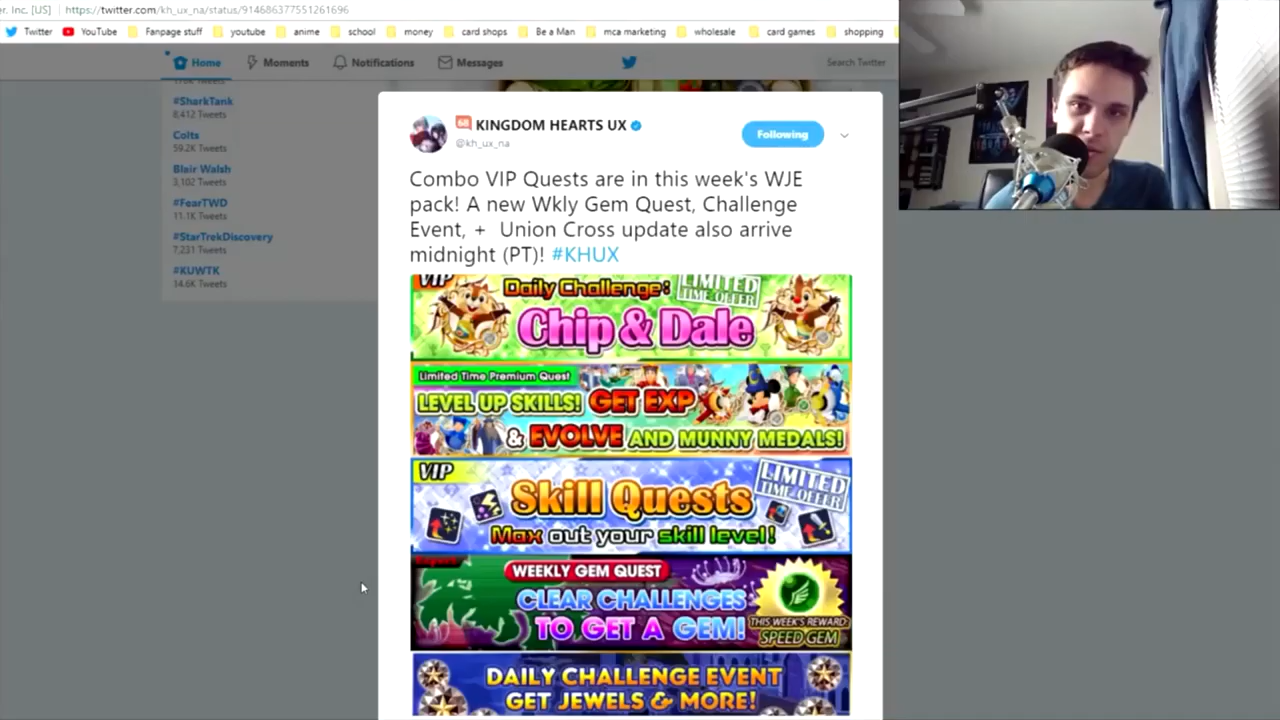 er. Inc. [US] | https://twitter.com/kh_ux_na/status/914686377551261696
Twitter YouTube Fanpage stuff youtube anime school money card shops Be a Man mca marketing wholesale card games shopping
Home Moments Notifications Messages Search Twitter
#SharkTank
8,412 Tweets
Colts
59.2K Tweets
Blair Walsh
3,102 Tweets
#FearTWD
11.1K Tweets
#StarTrekDiscovery
7,231 Tweets
#KUWTK
14.6K Tweets
KINGDOM HEARTS UX
@kh_ux_na
Following
Combo VIP Quests are in this week's WJE
pack! A new Wkly Gem Quest, Challenge
Event, + Union Cross update also arrive
midnight (PT)! #KHUX
VIP
Daily Challenge:
LIMITED
TIME OFFER
Chip & Dale
Limited Time Premium Quest
LEVEL UP SKILLS! GET EXP
& EVOLVE AND MUNNY MEDALS!
VIP
LIMITED
TIME OFFER
Skill Quests
Max out your skill level!
WEEKLY GEM QUEST
CLEAR CHALLENGES
TO GET A GEM!
THIS WEEK'S REWARD:
SPEED GEM
DAILY CHALLENGE EVENT
GET JEWELS & MORE!